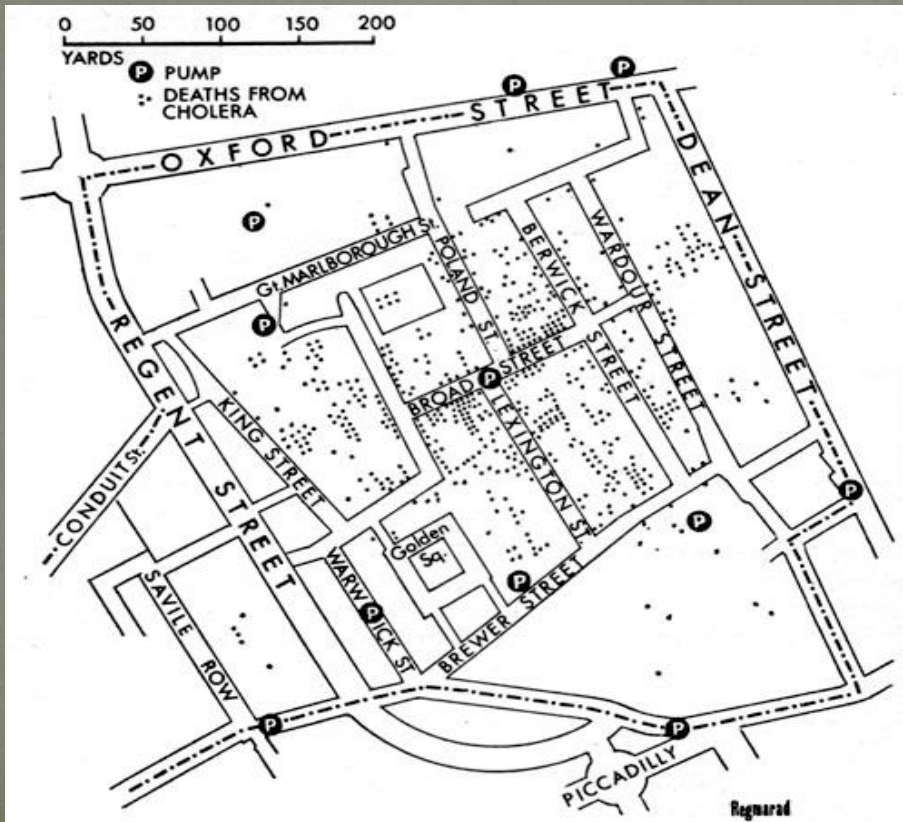 0 50 100 150 200
YARDS
P PUMP
DEATHS FROM
CHOLERA
P
P
OXFORD STREET
DEAN STREET
P
Gt. MARLBOROUGH St.
POLAND ST.
BERWICK STREET
WARDOUR STREET
P
REGENT STREET
KING STREET
BROAD STREET
P
LEXINGTON ST.
CONDUIT St.
P
P
Golden
Sq.
WARWICK ST
P
P
BREWER STREET
SAVILE ROW
P
P
PICCADILLY
Regmarad